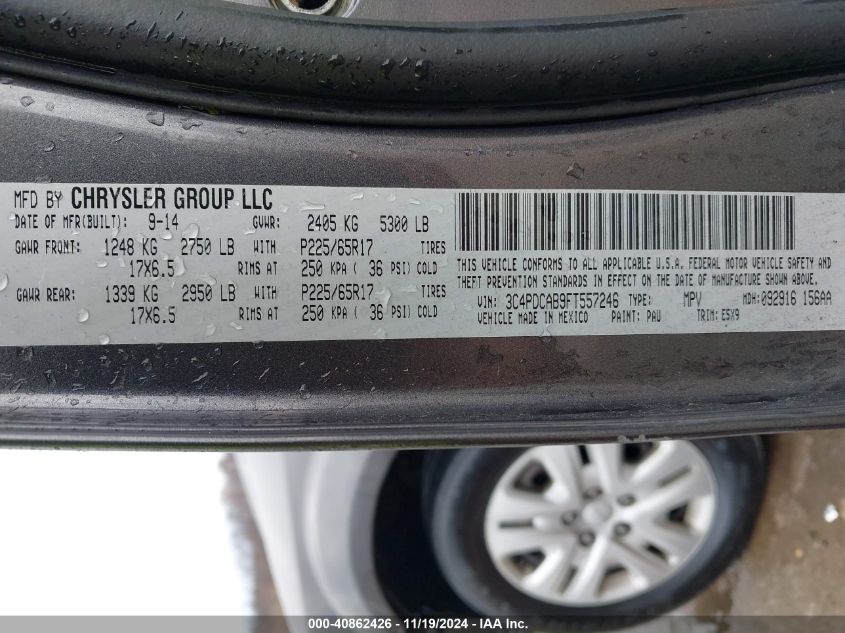 MFD BY CHRYSLER GROUP LLC
DATE OF MFR(BUILT): 9-14 GVWR: 2405 KG 5300 LB
GAWR FRONT: 1248 KG 2750 LB WITH P225/65R17 TIRES
17X6.5 RIMS AT 250 KPA ( 36 PSI) COLD
GAWR REAR: 1339 KG 2950 LB WITH P225/65R17 TIRES
17X6.5 RIMS AT 250 KPA ( 36 PSI) COLD
THIS VEHICLE CONFORMS TO ALL APPLICABLE U.S.A. FEDERAL MOTOR VEHICLE SAFETY AND
THEFT PREVENTION STANDARDS IN EFFECT ON THE DATE OF MANUFACTURE SHOWN ABOVE.
VIN: 3C4PDCAB9FT557246 TYPE: MPV MDH: 092916 156AA
VEHICLE MADE IN MEXICO PAINT: PAU TRIM: E5X9
000-40862426 - 11/19/2024 - IAA Inc.